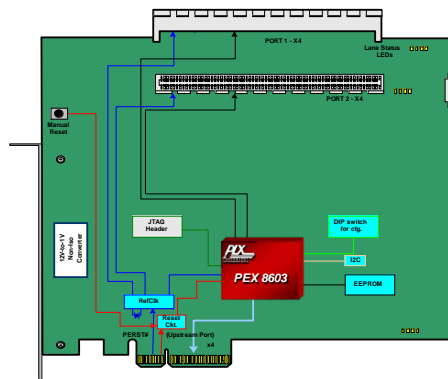 PORT 1 - X4
Lane Status
LEDs
PORT 2 - X4
Manual
Reset
JTAG
Header
DIP switch
for cfg.
12V-to-1V
Non-Iso
Converter
PLX
PEX 8603
I2C
EEPROM
RefClk
Reset
Ckt.
PERST#
(Upstream Port)
x4